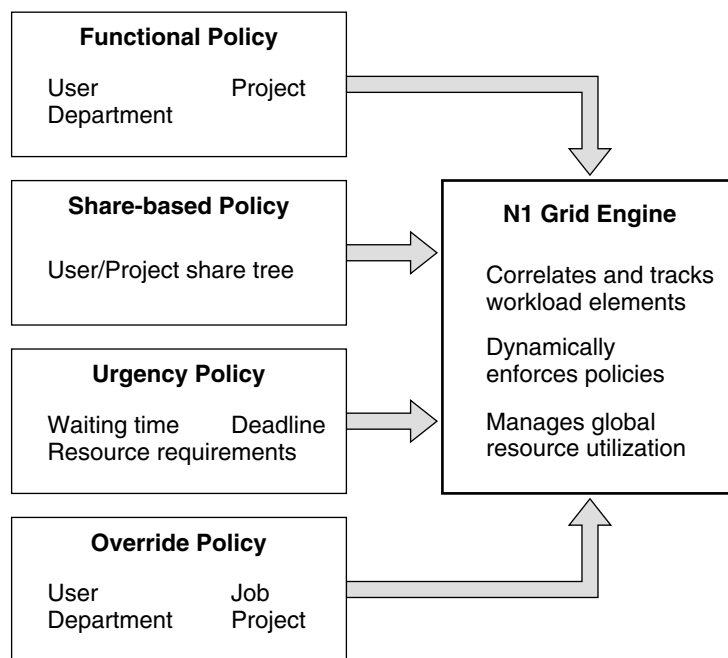 Functional Policy
User Project
Department
Share-based Policy
User/Project share tree
Urgency Policy
Waiting time Deadline
Resource requirements
Override Policy
User Job
Department Project
N1 Grid Engine
Correlates and tracks
workload elements
Dynamically
enforces policies
Manages global
resource utilization